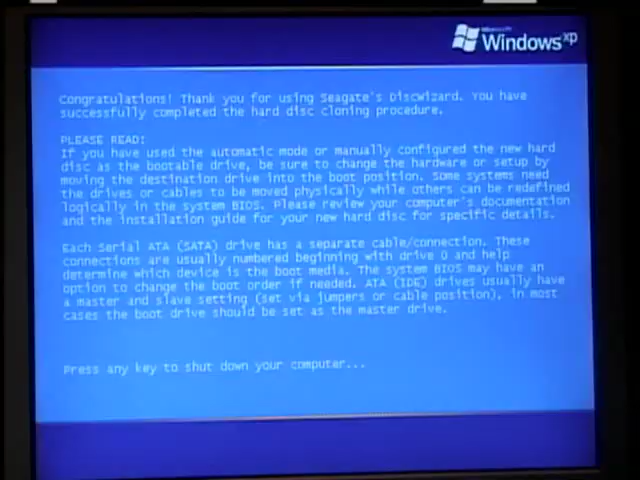 Microsoft
Windows xp
Congratulations! Thank you for using Seagate's DiscWizard. You have
successfully completed the hard disc cloning procedure.
PLEASE READ:
If you have used the automatic mode or manually configured the new hard
disc as the bootable drive, be sure to change the hardware or setup by
moving the destination drive into the boot position. Some systems need
the drives or cables to be moved physically while others can be redefined
logically in the system BIOS. Please review your computer's documentation
and the installation guide for your new hard disc for specific details.
Each Serial ATA (SATA) drive has a separate cable/connection. These
connections are usually numbered beginning with drive 0 and help
determine which device is the boot media. The system BIOS may have an
option to change the boot order if needed. ATA (IDE) drives usually have
a master and slave setting (set via jumpers or cable position), in most
cases the boot drive should be set as the master drive.
Press any key to shut down your computer...